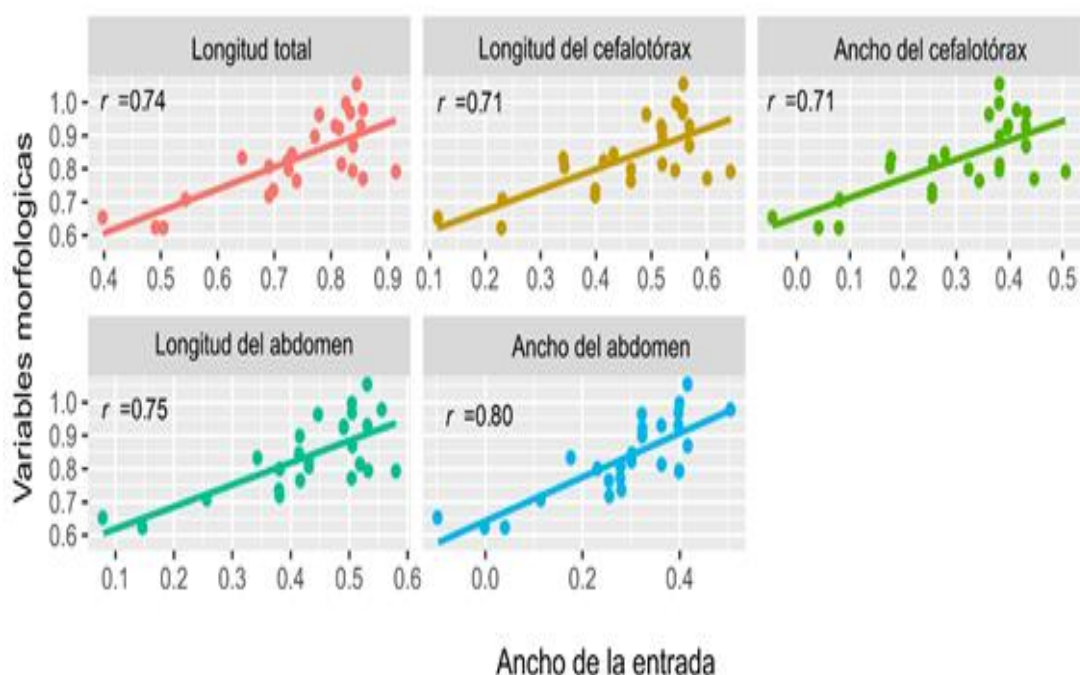 Longitud total
Longitud del cefalotórax
Ancho del cefalotórax
r =0.74
r =0.71
r =0.71
1.0
0.9
0.8
0.7
0.6
0.4 0.5 0.6 0.7 0.8 0.9
0.1 0.2 0.3 0.4 0.5 0.6
0.0 0.1 0.2 0.3 0.4 0.5
Variables morfologicas
Longitud del abdomen
Ancho del abdomen
r =0.75
r =0.80
1.0
0.9
0.8
0.7
0.6
0.1 0.2 0.3 0.4 0.5 0.6
0.0 0.2 0.4
Ancho de la entrada